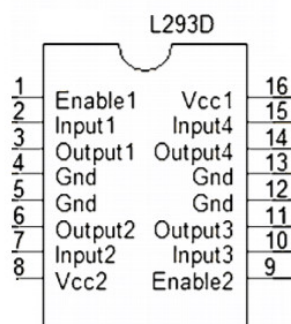 L293D
1 Enable1 Vcc1 16
2 Input1 Input4 15
3 Output1 Output4 14
4 Gnd Gnd 13
5 Gnd Gnd 12
6 Output2 Output3 11
7 Input2 Input3 10
8 Vcc2 Enable2 9